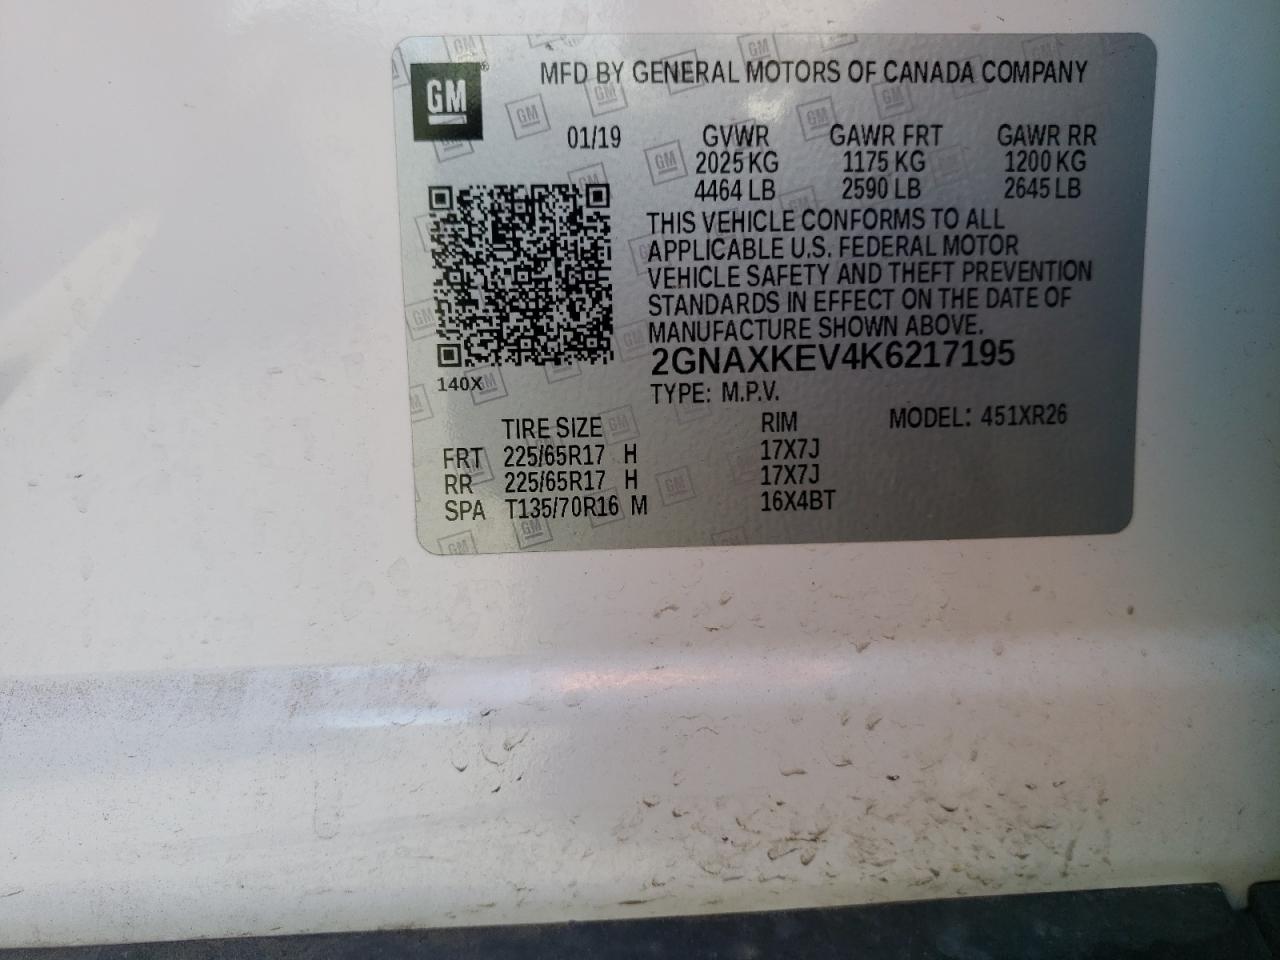 GM
MFD BY GENERAL MOTORS OF CANADA COMPANY
01/19 GVWR GAWR FRT GAWR RR
2025 KG 1175 KG 1200 KG
4464 LB 2590 LB 2645 LB
THIS VEHICLE CONFORMS TO ALL
APPLICABLE U.S. FEDERAL MOTOR
VEHICLE SAFETY AND THEFT PREVENTION
STANDARDS IN EFFECT ON THE DATE OF
MANUFACTURE SHOWN ABOVE.
2GNAXKEV4K6217195
140X
TYPE: M.P.V.
TIRE SIZE RIM MODEL: 451XR26
FRT 225/65R17 H 17X7J
RR 225/65R17 H 17X7J
SPA T135/70R16 M 16X4BT